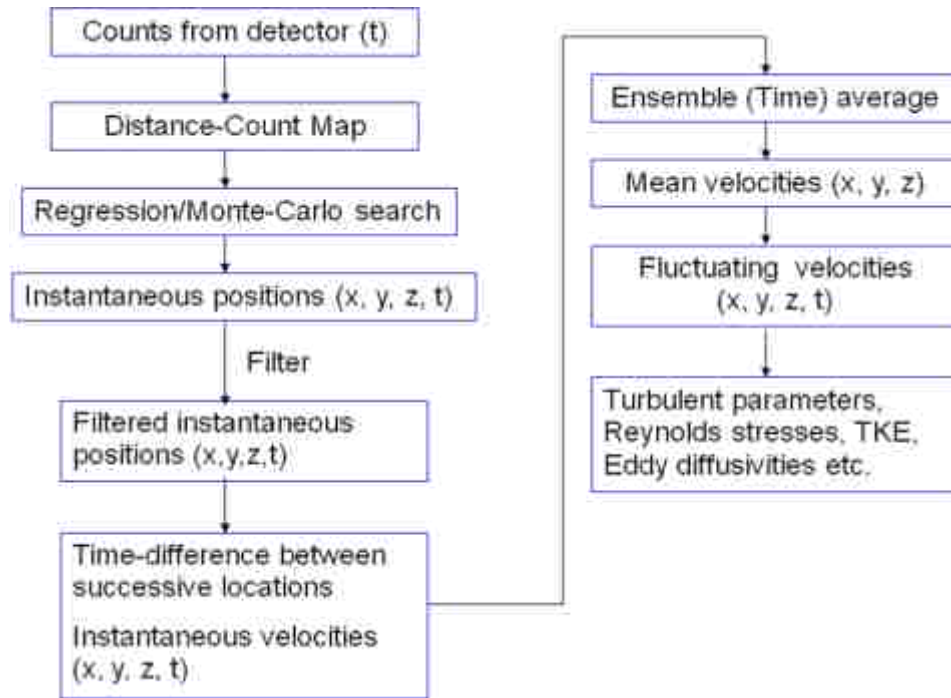 Counts from detector (t)
Distance-Count Map
Regression/Monte-Carlo search
Instantaneous positions (x, y, z, t)
Filter
Filtered instantaneous
positions (x,y,z,t)
Time-difference between
successive locations
Instantaneous velocities
(x, y, z, t)
Ensemble (Time) average
Mean velocities (x, y, z)
Fluctuating velocities
(x, y, z, t)
Turbulent parameters,
Reynolds stresses, TKE,
Eddy diffusivities etc.